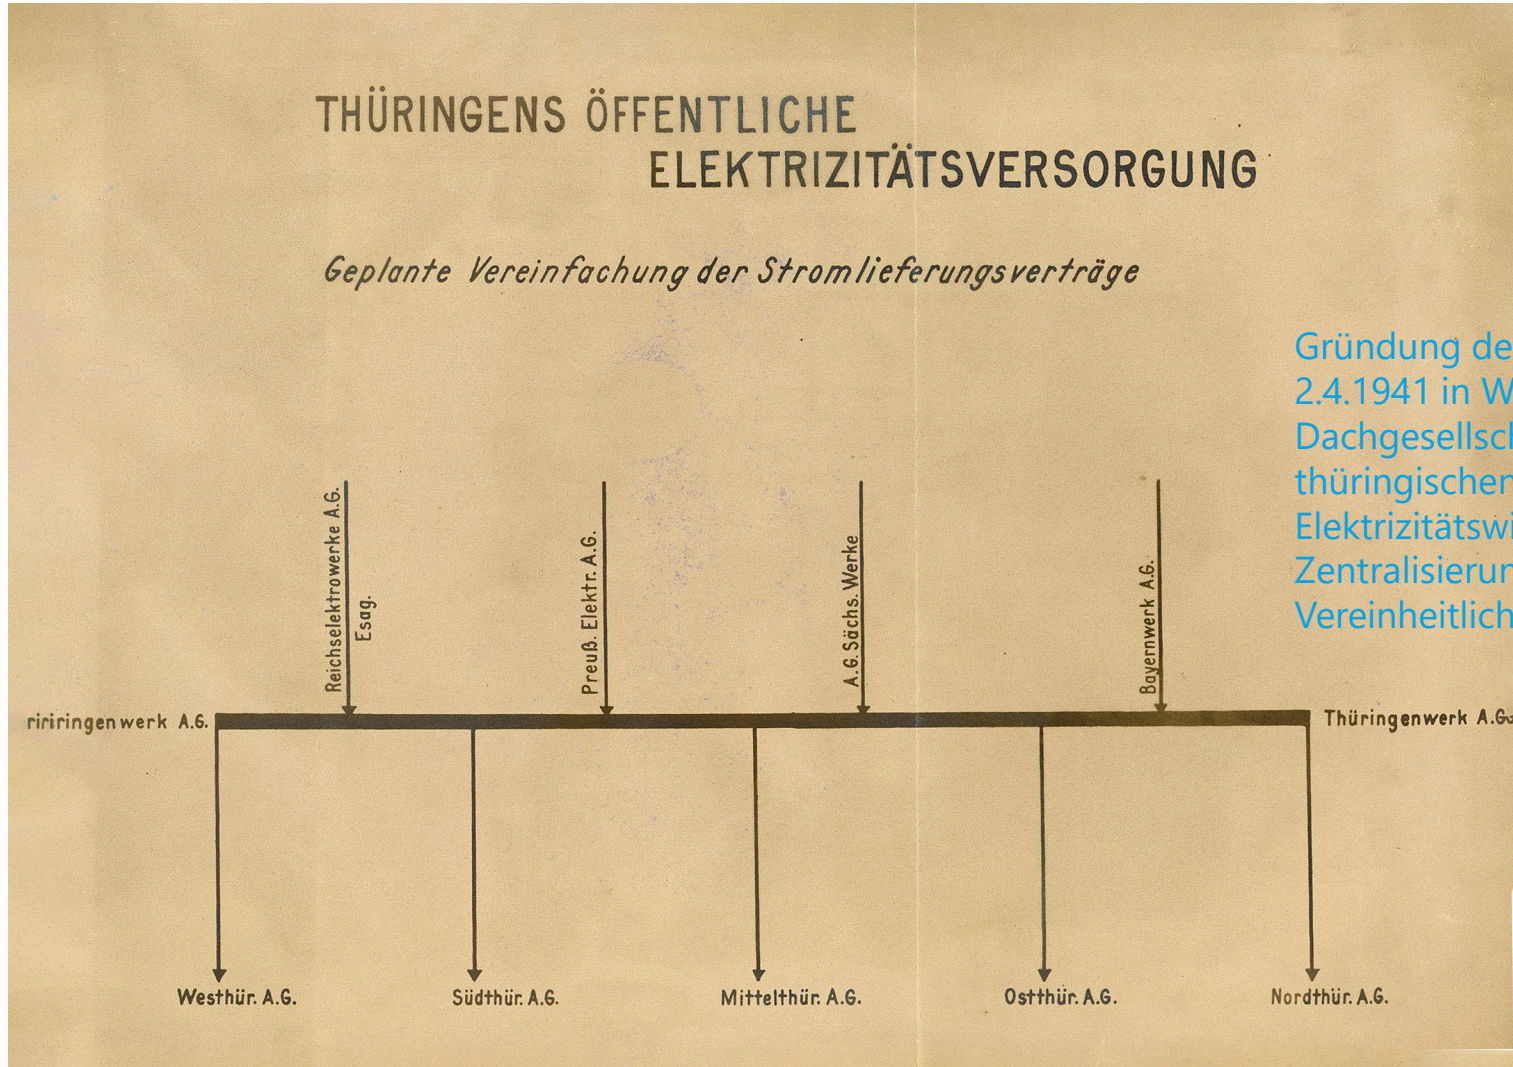 THÜRINGENS ÖFFENTLICHE
ELEKTRIZITÄTSVERSORGUNG
Geplante Vereinfachung der Stromlieferungsverträge
Gründung de
2.4.1941 in W
Dachgesellsch
thüringischen
Elektrizitätswi
Zentralisierun
Vereinheitlich
Reichselektrowerke A.G.
Esag.
Preuß. Elektr. A.G.
A.G. Sächs. Werke
Bayernwerk A.G.
ririringenwerk A.G.
Thüringenwerk A.G.
Westhür. A.G.
Südthür. A.G.
Mittelthür. A.G.
Ostthür. A.G.
Nordthür. A.G.